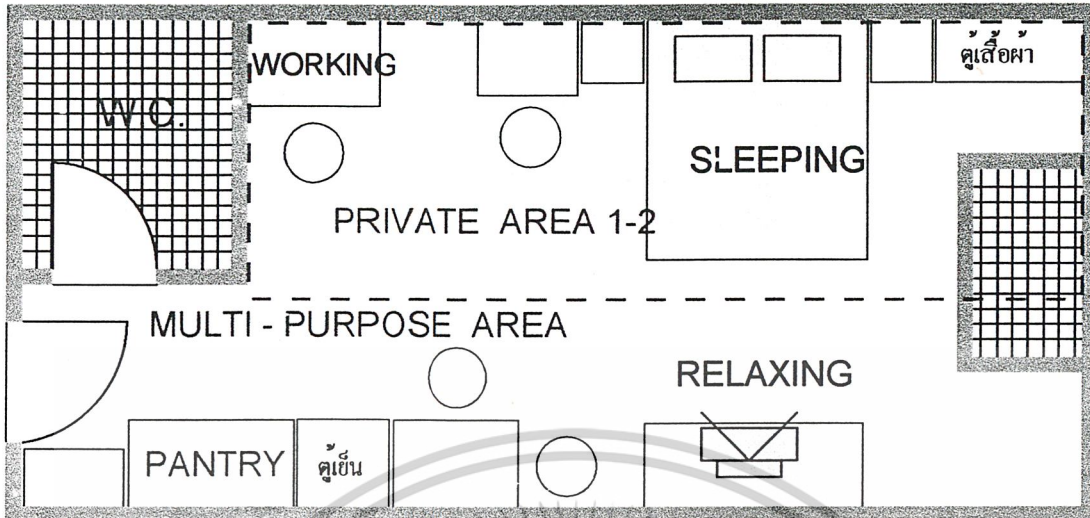 WORKING
ตู้เสื้อผ้า
W.C.
SLEEPING
PRIVATE AREA 1-2
MULTI - PURPOSE AREA
RELAXING
PANTRY
ตู้เย็น